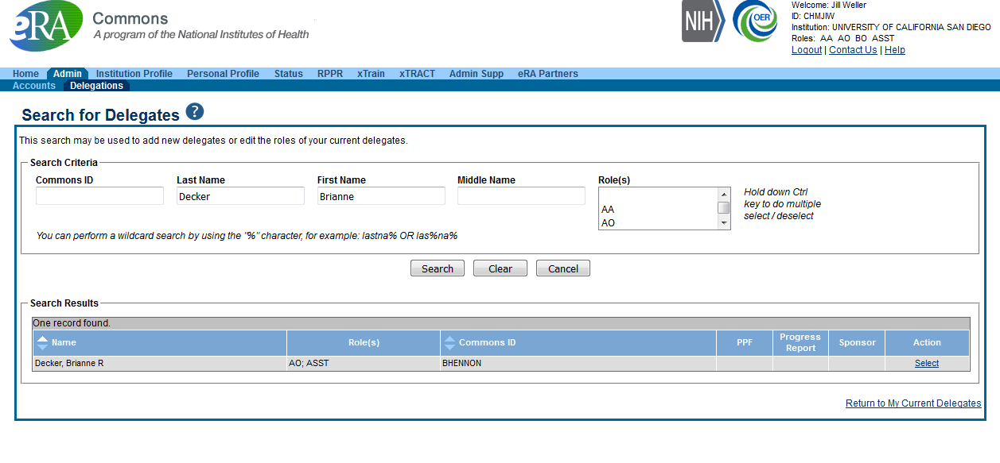 eRA
Commons
A program of the National Institutes of Health
NIH
OER
Welcome: Jill Weller
ID: CHMJIW
Institution: UNIVERSITY OF CALIFORNIA SAN DIEGO
Roles: AA AO BO ASST
Logout | Contact Us | Help
Home Admin Institution Profile Personal Profile Status RPPR xTrain xTRACT Admin Supp eRA Partners
Accounts Delegations
Search for Delegates ?
This search may be used to add new delegates or edit the roles of your current delegates.
Search Criteria
Commons ID Last Name First Name Middle Name Role(s)
Decker Brianne
AA
AO
Hold down Ctrl
key to do multiple
select / deselect
You can perform a wildcard search by using the "%" character, for example: lastna% OR las%na%
Search Clear Cancel
Search Results
One record found.
Name Role(s) Commons ID PPF Progress Report Sponsor Action
Decker, Brianne R AO; ASST BHENNON Select
Return to My Current Delegates